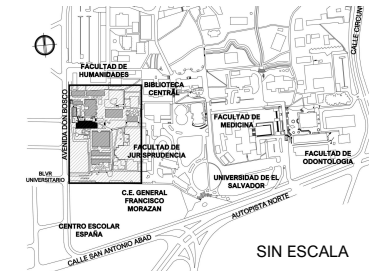 CALLE CIRCUN
FACULTAD DE
HUMANIDADES
BIBLIOTECA
CENTRAL
AVENIDA DON BOSCO
FACULTAD DE
MEDICINA
FACULTAD DE
JURISPRUDENCIA
FACULTAD DE
ODONTOLOGIA
BLVR
UNIVERSITARIO
UNIVERSIDAD DE EL
SALVADOR
C.E. GENERAL
FRANCISCO
MORAZAN
AUTOPISTA NORTE
CENTRO ESCOLAR
ESPAÑA
CALLE SAN ANTONIO ABAD
SIN ESCALA